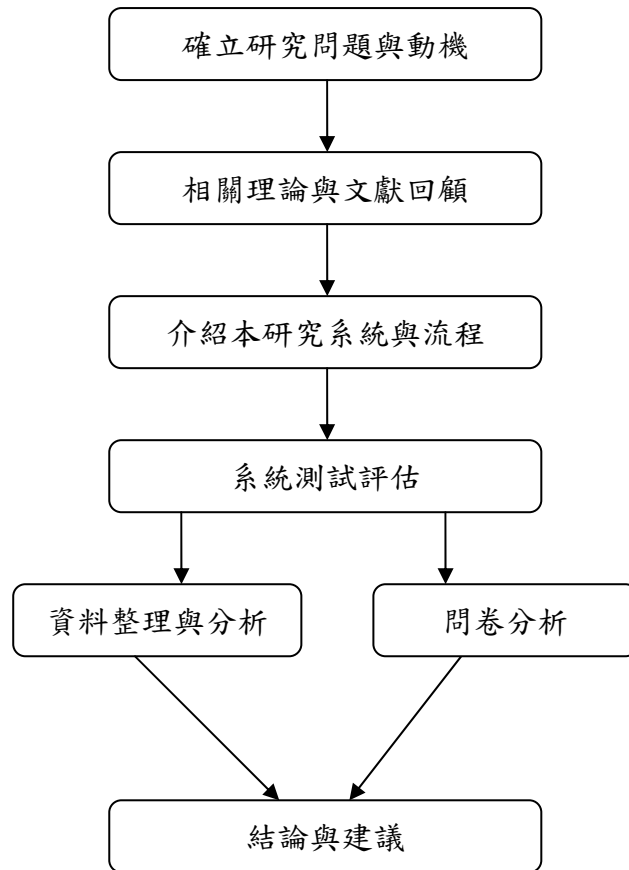 確立研究問題與動機
相關理論與文獻回顧
介紹本研究系統與流程
系統測試評估
資料整理與分析
問卷分析
結論與建議